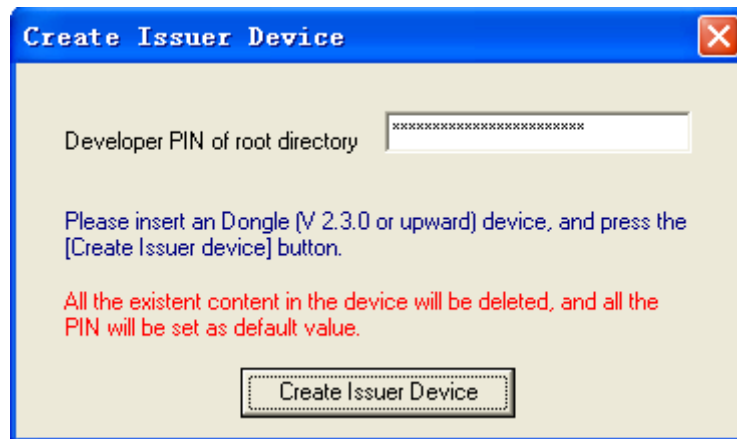 Create Issuer Device
Developer PIN of root directory
************************
Please insert an Dongle (V 2.3.0 or upward) device, and press the
[Create Issuer device] button.
All the existent content in the device will be deleted, and all the
PIN will be set as default value.
Create Issuer Device